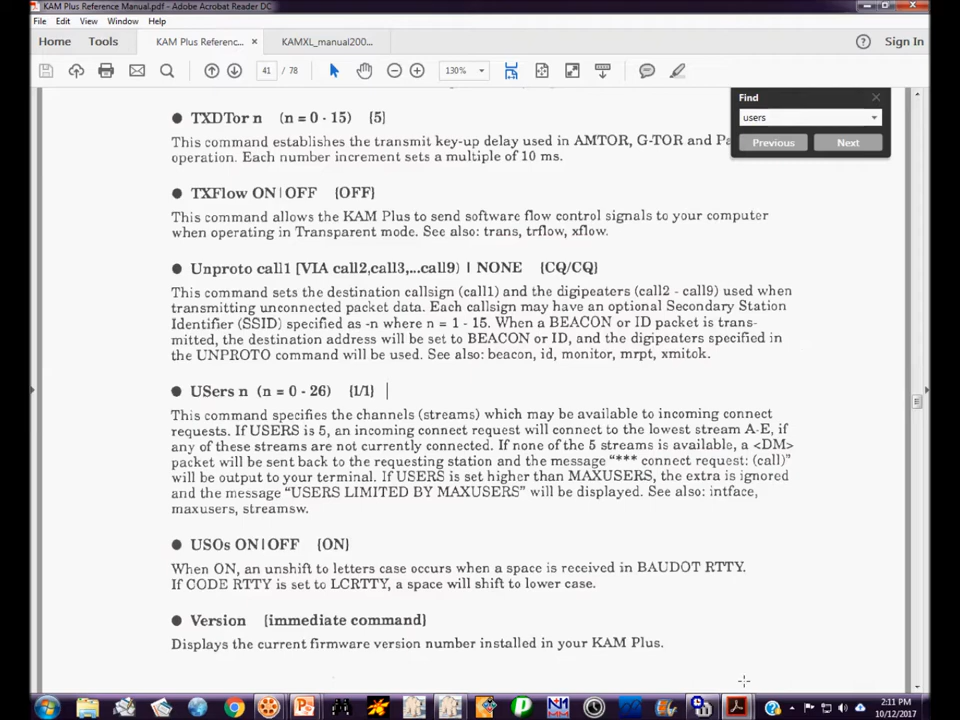 KAM Plus Reference Manual.pdf - Adobe Acrobat Reader DC
File Edit View Window Help
Home Tools KAM Plus Referenc... × KAMXL_manual200... Sign In
41 / 78 130%
Find
users
Previous Next
● TXDTor n (n = 0 - 15) {5}
This command establishes the transmit key-up delay used in AMTOR, G-TOR and Pa
operation. Each number increment sets a multiple of 10 ms.
● TXFlow ON|OFF {OFF}
This command allows the KAM Plus to send software flow control signals to your computer
when operating in Transparent mode. See also: trans, trflow, xflow.
● Unproto call1 [VIA call2,call3,...call9) | NONE {CQ/CQ}
This command sets the destination callsign (call1) and the digipeaters (call2 - call9) used when
transmitting unconnected packet data. Each callsign may have an optional Secondary Station
Identifier (SSID) specified as -n where n = 1 - 15. When a BEACON or ID packet is trans-
mitted, the destination address will be set to BEACON or ID, and the digipeaters specified in
the UNPROTO command will be used. See also: beacon, id, monitor, mrpt, xmitok.
● USers n (n = 0 - 26) {1/1}
This command specifies the channels (streams) which may be available to incoming connect
requests. If USERS is 5, an incoming connect request will connect to the lowest stream A-E, if
any of these streams are not currently connected. If none of the 5 streams is available, a <DM>
packet will be sent back to the requesting station and the message "*** connect request: (call)"
will be output to your terminal. If USERS is set higher than MAXUSERS, the extra is ignored
and the message "USERS LIMITED BY MAXUSERS" will be displayed. See also: intface,
maxusers, streamsw.
● USOs ON|OFF {ON}
When ON, an unshift to letters case occurs when a space is received in BAUDOT RTTY.
If CODE RTTY is set to LCRTTY, a space will shift to lower case.
● Version {immediate command}
Displays the current firmware version number installed in your KAM Plus.
2:11 PM
10/12/2017